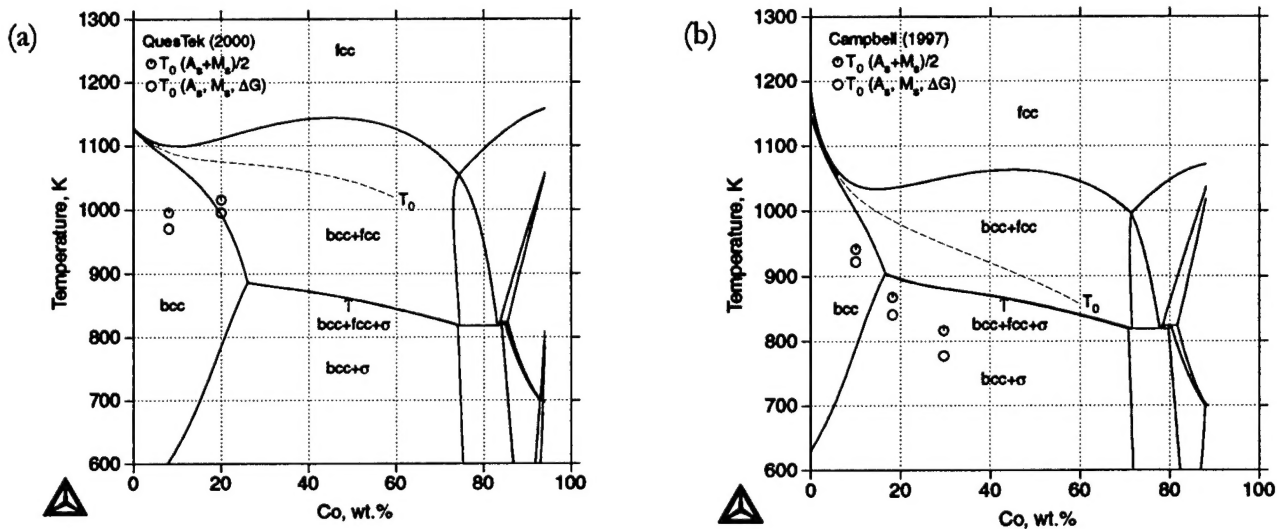 (a)
1300
1200
1100
1000
900
800
700
600
Temperature, K
QuesTek (2000)
T₀ (Aₛ+Mₛ)/2
T₀ (Aₛ, Mₛ, ΔG)
fcc
T₀
bcc+fcc
bcc
bcc+fcc+σ
bcc+σ
0 20 40 60 80 100
Co, wt.%
(b)
1300
1200
1100
1000
900
800
700
600
Temperature, K
Campbell (1997)
T₀ (Aₛ+Mₛ)/2
T₀ (Aₛ, Mₛ, ΔG)
fcc
bcc+fcc
bcc
T₀
bcc+fcc+σ
bcc+σ
0 20 40 60 80 100
Co, wt.%